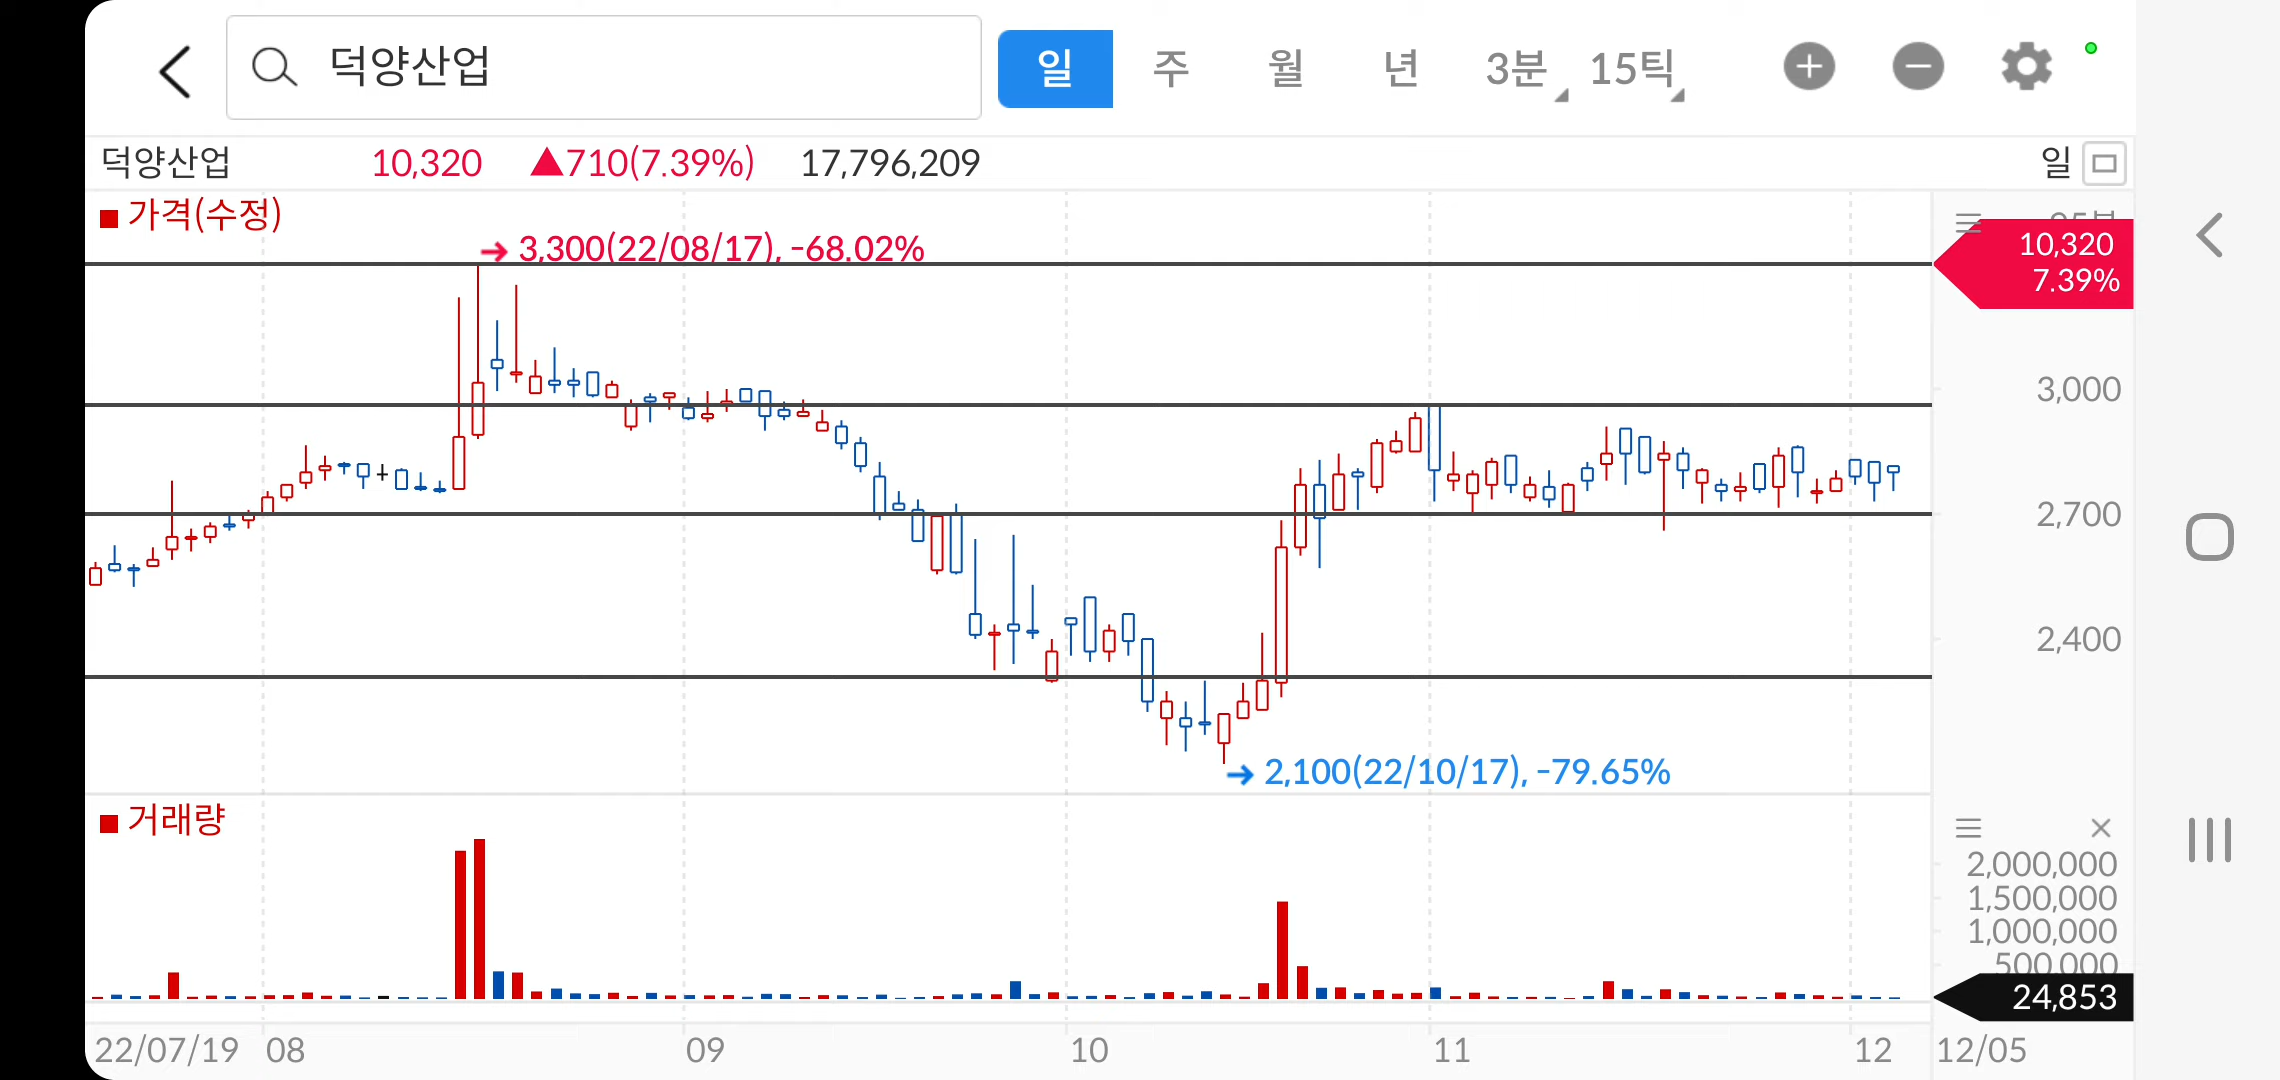 덕양산업
일 주 월 년 3분 15틱
덕양산업 10,320 ▲710(7.39%) 17,796,209 일
가격(수정)
→ 3,300(22/08/17), -68.02%
10,320
7.39%
3,000
2,700
2,400
→ 2,100(22/10/17), -79.65%
거래량
2,000,000
1,500,000
1,000,000
500,000
24,853
22/07/19 08 09 10 11 12 12/05